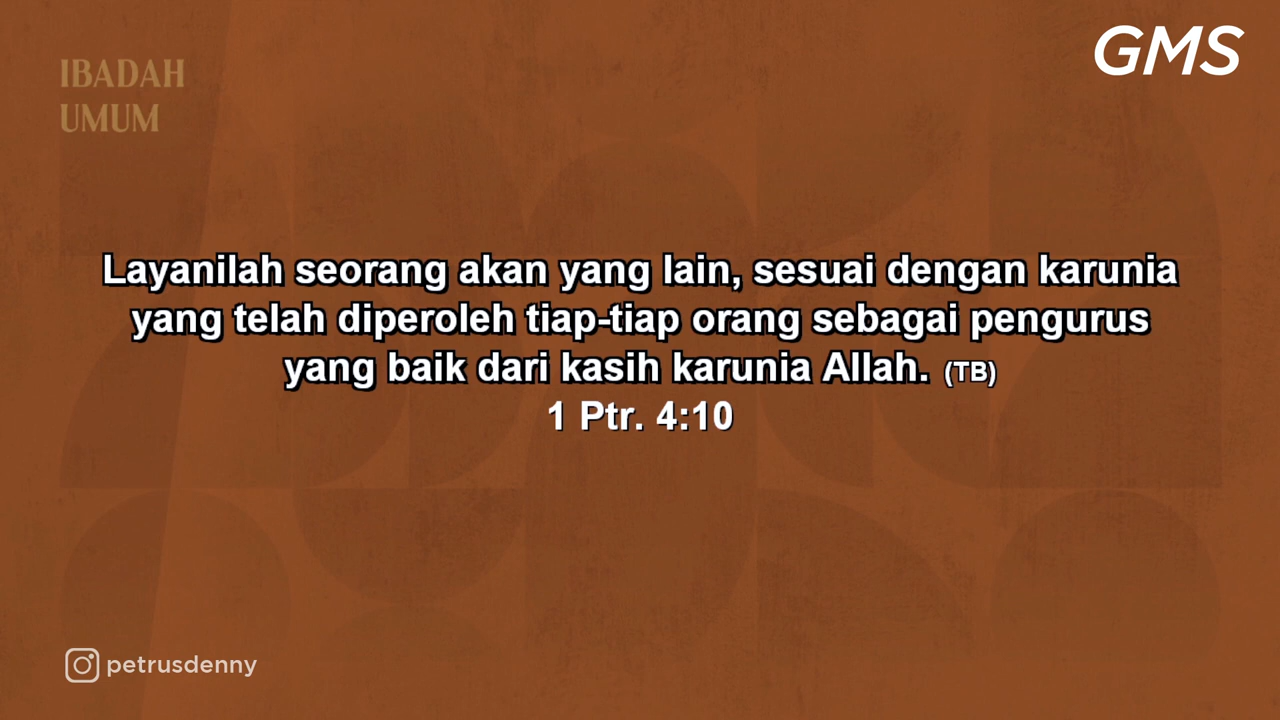 IBADAH
UMUM
GMS
Layanilah seorang akan yang lain, sesuai dengan karunia
yang telah diperoleh tiap-tiap orang sebagai pengurus
yang baik dari kasih karunia Allah. (TB)
1 Ptr. 4:10
petrusdenny